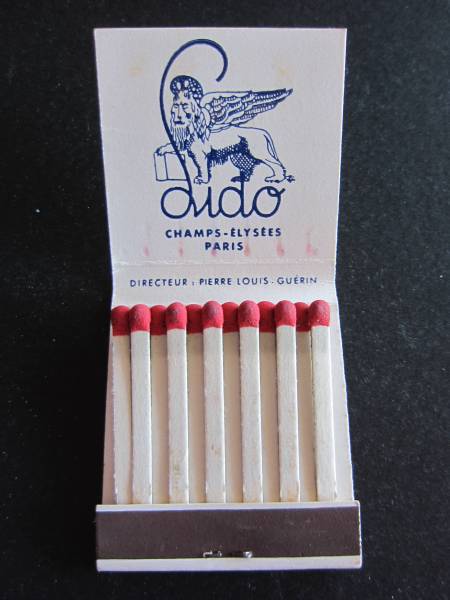 Lido
CHAMPS-ÉLYSÉES
PARIS
DIRECTEUR : PIERRE LOUIS-GUÉRIN